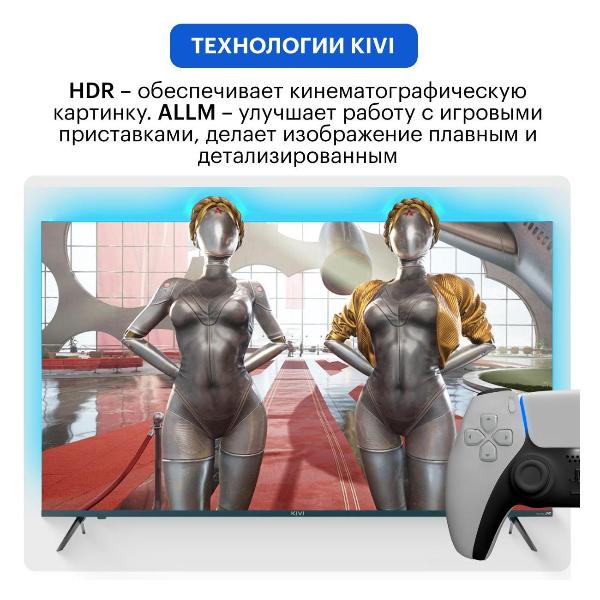 ТЕХНОЛОГИИ KIVI
HDR – обеспечивает кинематографическую
картинку. ALLM – улучшает работу с игровыми
приставками, делает изображение плавным и
детализированным
KIVI